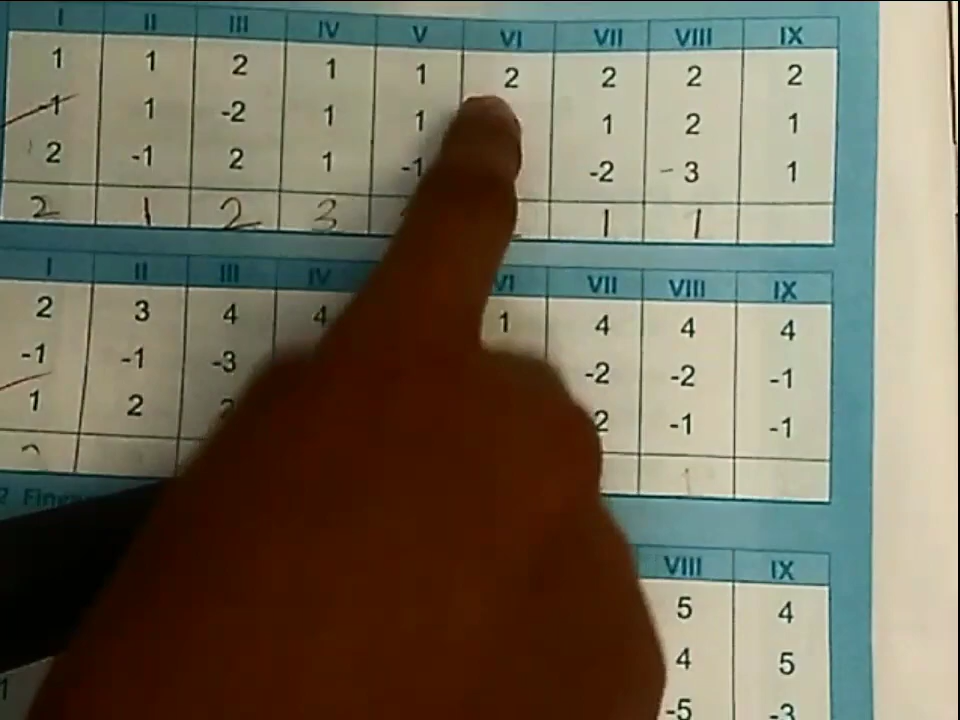 I II III IV V VI VII VIII IX
1 1 2 1 1 2 2 2 2
-1 1 -2 1 1 1 2 1
2 -1 2 1 -1 -2 -3 1
2 1 2 3 1 1
I II III IV VI VII VIII IX
2 3 4 4 1 4 4 4
-1 -1 -3 -2 -2 -1
1 2 2 -1 -1
VIII IX
5 4
4 5
1 -5 -3